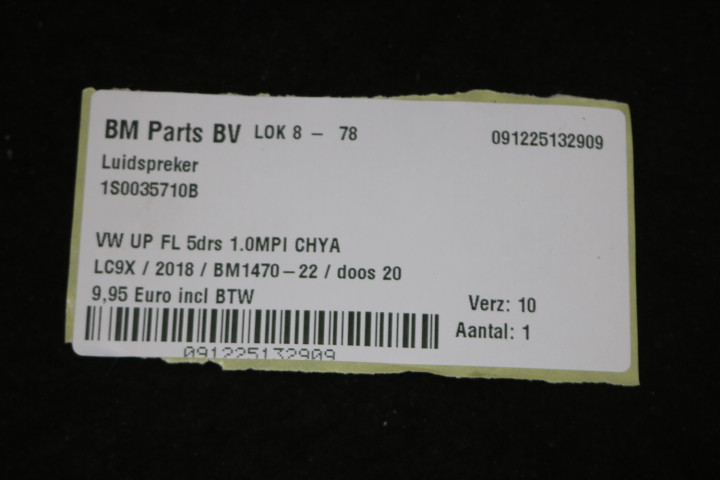 BM Parts BV LOK 8 – 78 091225132909
Luidspreker
1S0035710B
VW UP FL 5drs 1.0MPI CHYA
LC9X / 2018 / BM1470–22 / doos 20
9,95 Euro incl BTW
Verz: 10
Aantal: 1
091225132909